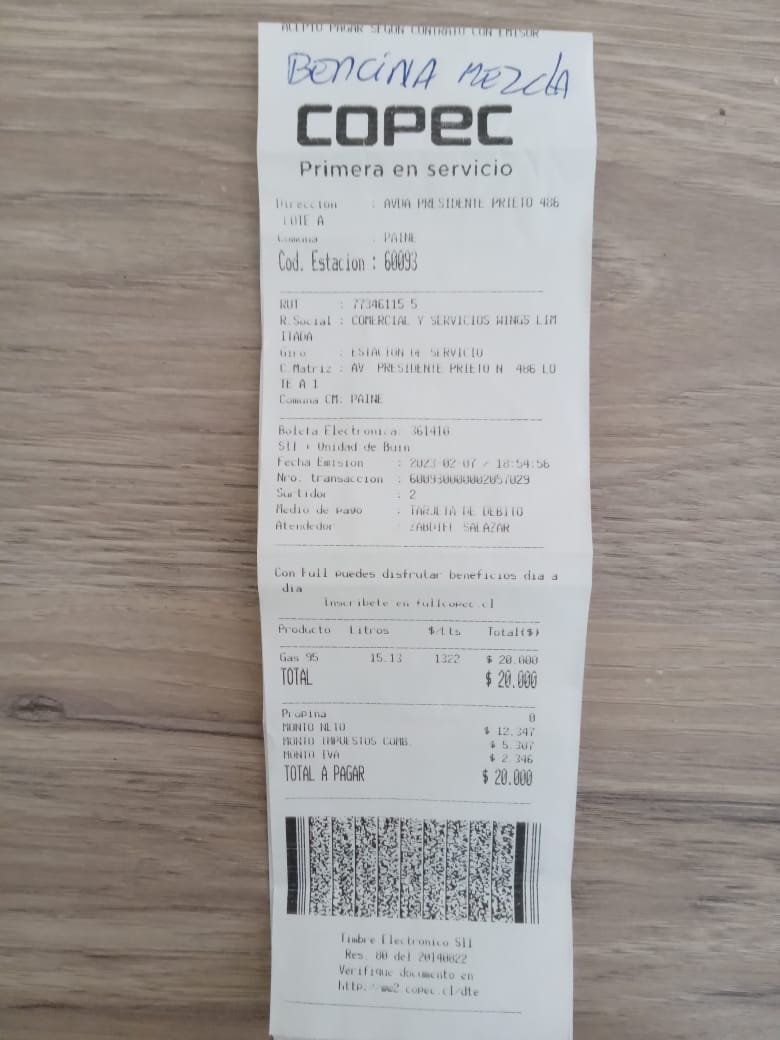 ACEPTO PAGAR SEGUN CONTRATO CON EMISOR
BENCINA MEZCLA
COPEC
Primera en servicio
Direccion : AVDA PRESIDENTE PRIETO 486
LOTE A
Comuna : PAINE
Cod. Estacion : 60093
RUT : 77346115 5
R.Social : COMERCIAL Y SERVICIOS WINGS LIM
ITADA
Giro : ESTACION DE SERVICIO
C.Matriz : AV PRESIDENTE PRIETO N 486 LO
TE A 1
Comuna CM: PAINE
Boleta Electronica: 361410
SII - Unidad de Buin
Fecha Emision : 2023-02-07 / 18:54:56
Nro. transaccion : 600930000002057029
Surtidor : 2
Medio de pago : TARJETA DE DEBITO
Atendedor : ZABDIEL SALAZAR
Con Full puedes disfrutar beneficios dia a
dia
Inscribete en fullcopec.cl
Producto Litros $/Lts Total($)
Gas 95 15.13 1322 $ 20.000
TOTAL $ 20.000
Propina 0
MONTO NETO $ 12.347
MONTO IMPUESTOS COMB. $ 5.307
MONTO IVA $ 2.346
TOTAL A PAGAR $ 20.000
Timbre Electronico SII
Res. 80 del 20140822
Verifique documento en
http://ww2.copec.cl/dte